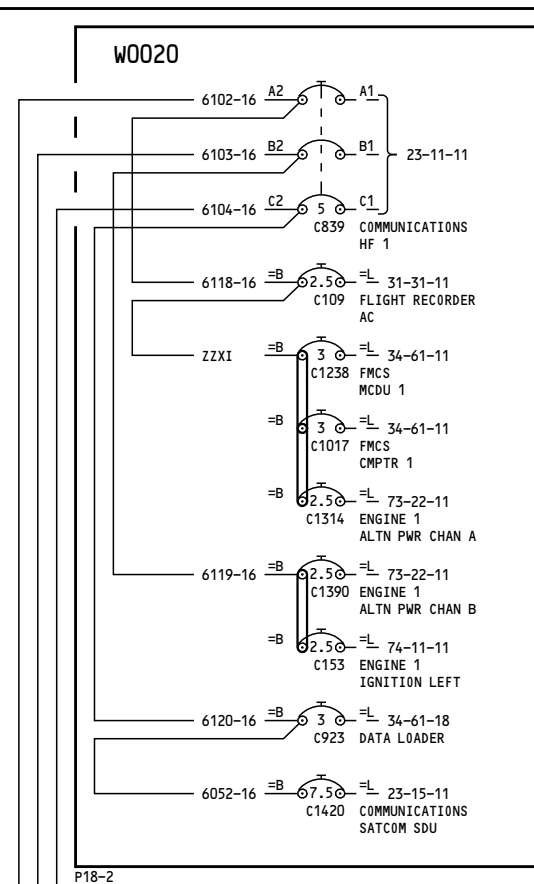 W0020
6102-16 A2 A1
6103-16 B2 B1 23-11-11
6104-16 C2 5 C1
C839 COMMUNICATIONS
HF 1
6118-16 =B 2.5 =L 31-31-11
C109 FLIGHT RECORDER
AC
ZZXI =B 3 =L 34-61-11
C1238 FMCS
MCDU 1
=B 3 =L 34-61-11
C1017 FMCS
CMPTR 1
=B 2.5 =L 73-22-11
C1314 ENGINE 1
ALTN PWR CHAN A
6119-16 =B 2.5 =L 73-22-11
C1390 ENGINE 1
ALTN PWR CHAN B
=B 2.5 =L 74-11-11
C153 ENGINE 1
IGNITION LEFT
6120-16 =B 3 =L 34-61-18
C923 DATA LOADER
6052-16 =B 7.5 =L 23-15-11
C1420 COMMUNICATIONS
SATCOM SDU
P18-2